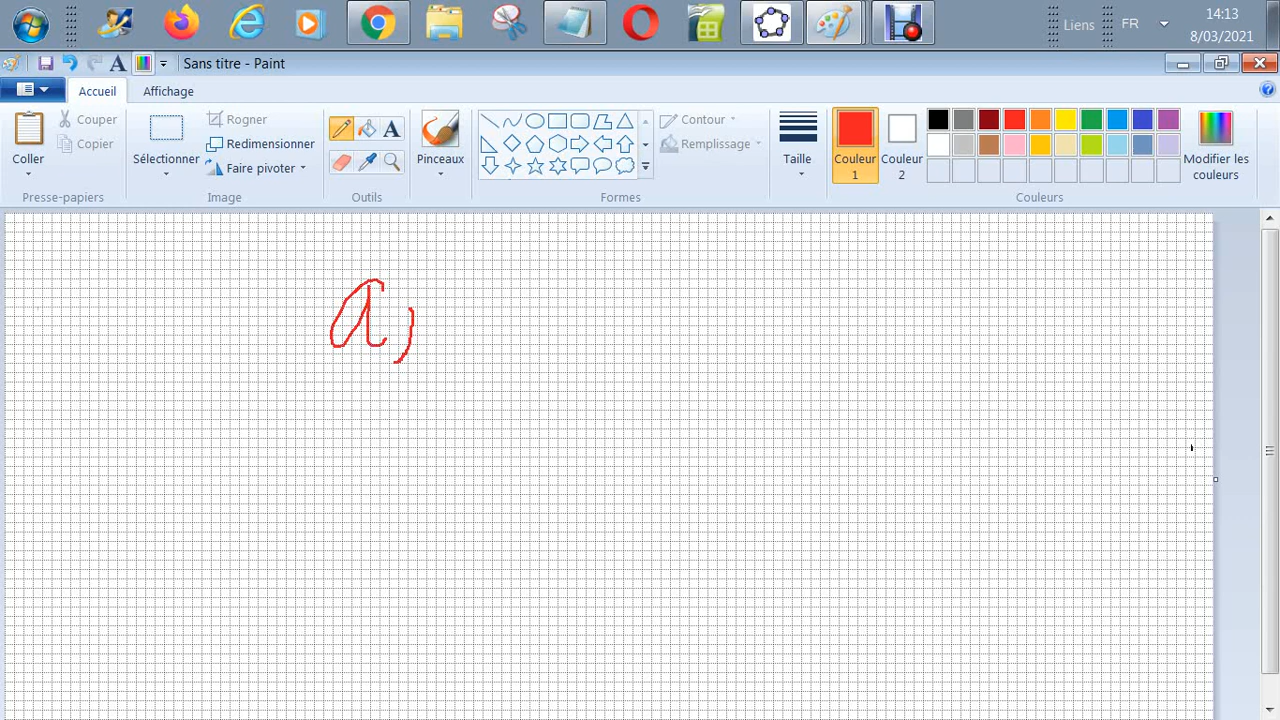 14:13
Liens FR
8/03/2021
Sans titre - Paint
Accueil Affichage
Coller
Couper
Copier
Presse-papiers
Sélectionner
Rogner
Redimensionner
Faire pivoter
Image
Outils
Pinceaux
Contour
Remplissage
Formes
Taille
Couleur 1
Couleur 2
Modifier les couleurs
Couleurs
a,